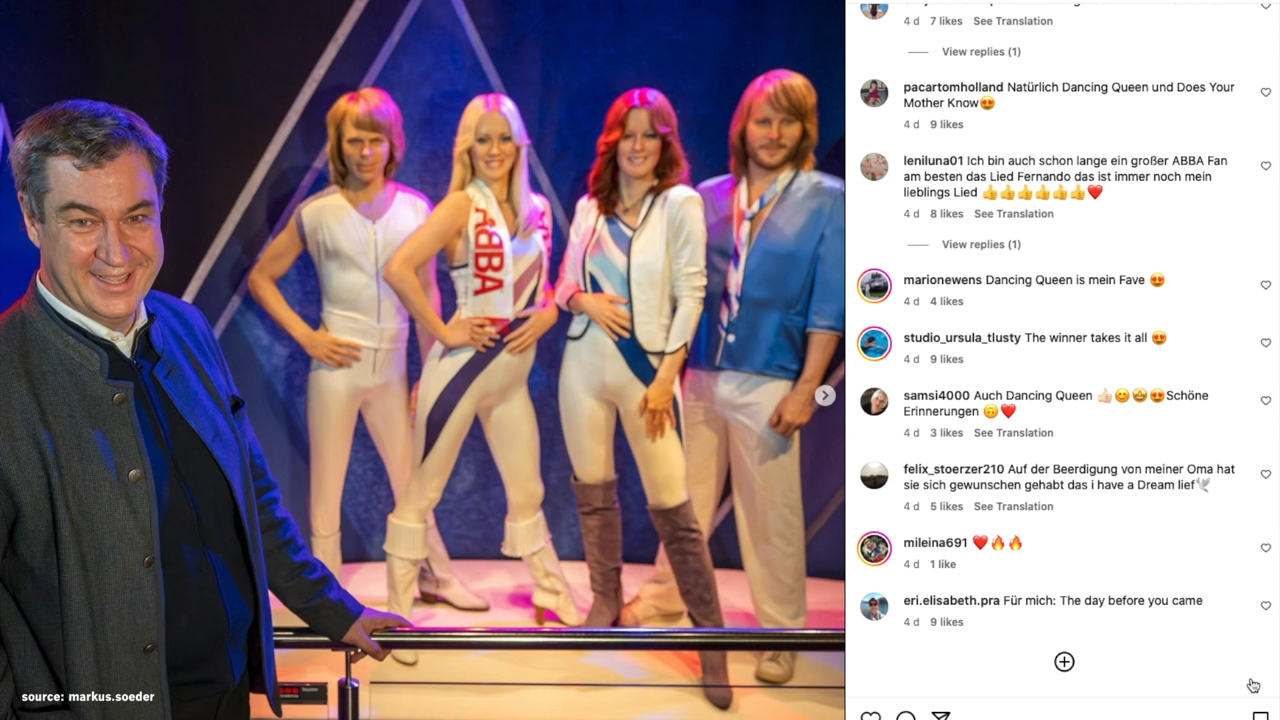 4 d 7 likes See Translation
View replies (1)
pacartomholland Natürlich Dancing Queen und Does Your
Mother Know😍
4 d 9 likes
leniluna01 Ich bin auch schon lange ein großer ABBA Fan
am besten das Lied Fernando das ist immer noch mein
lieblings Lied 👍👍👍👍👍👍❤️
4 d 8 likes See Translation
View replies (1)
marionewens Dancing Queen is mein Fave 😍
4 d 4 likes
studio_ursula_tlusty The winner takes it all 😍
4 d 9 likes
samsi4000 Auch Dancing Queen 👍🏻😊🤩😍Schöne
Erinnerungen 🙃❤️
4 d 3 likes See Translation
felix_stoerzer210 Auf der Beerdigung von meiner Oma hat
sie sich gewunschen gehabt das i have a Dream lief🕊
4 d 5 likes See Translation
mileina691 ❤️🔥🔥
4 d 1 like
eri.elisabeth.pra Für mich: The day before you came
4 d 9 likes
ABBA
source: markus.soeder